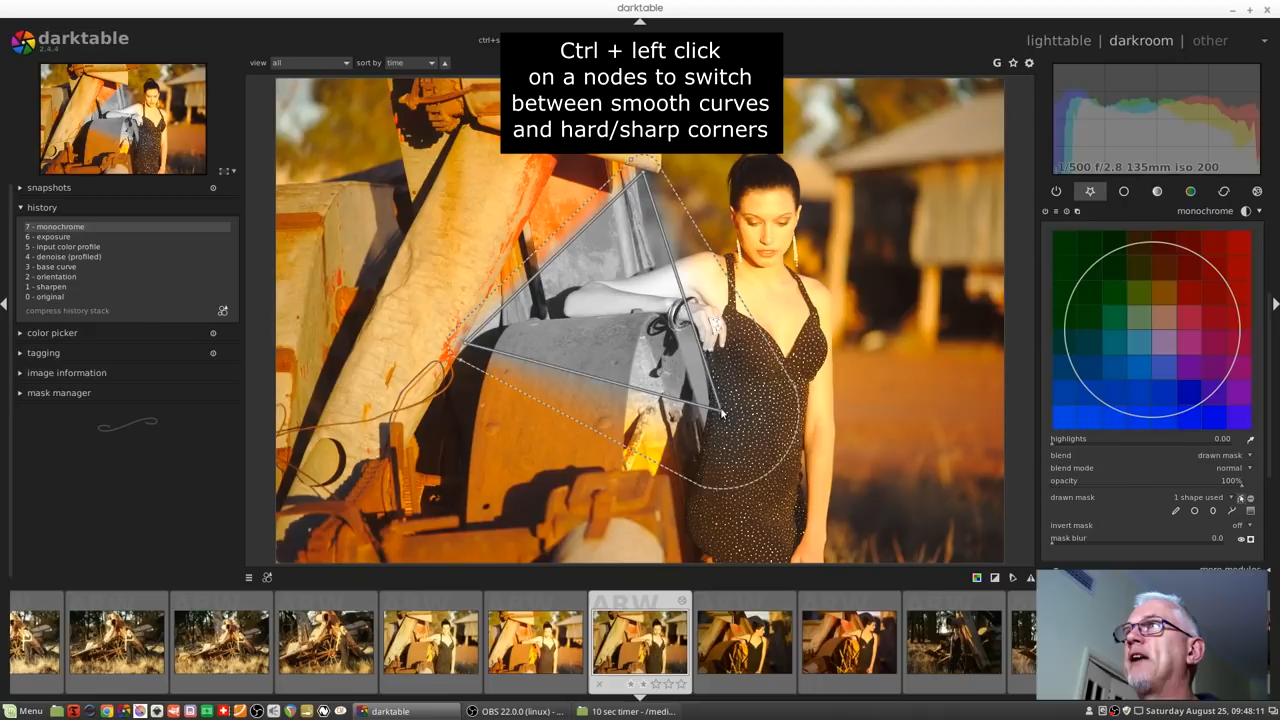 darktable
darktable
2.4.4
ctrl+s
Ctrl + left click
on a nodes to switch
between smooth curves
and hard/sharp corners
lighttable | darkroom | other
view all sort by time
G
1/500 f/2.8 135mm iso 200
snapshots
history
7 - monochrome
6 - exposure
5 - input color profile
4 - denoise (profiled)
3 - base curve
2 - orientation
1 - sharpen
0 - original
compress history stack
color picker
tagging
image information
mask manager
monochrome
highlights 0.00
blend drawn mask
blend mode normal
opacity 100%
drawn mask 1 shape used
invert mask off
mask blur 0.0
more modules
ARW
Menu
darktable
OBS 22.0.0 (linux) - ...
10 sec timer - /medi...
Saturday August 25, 09:48:11